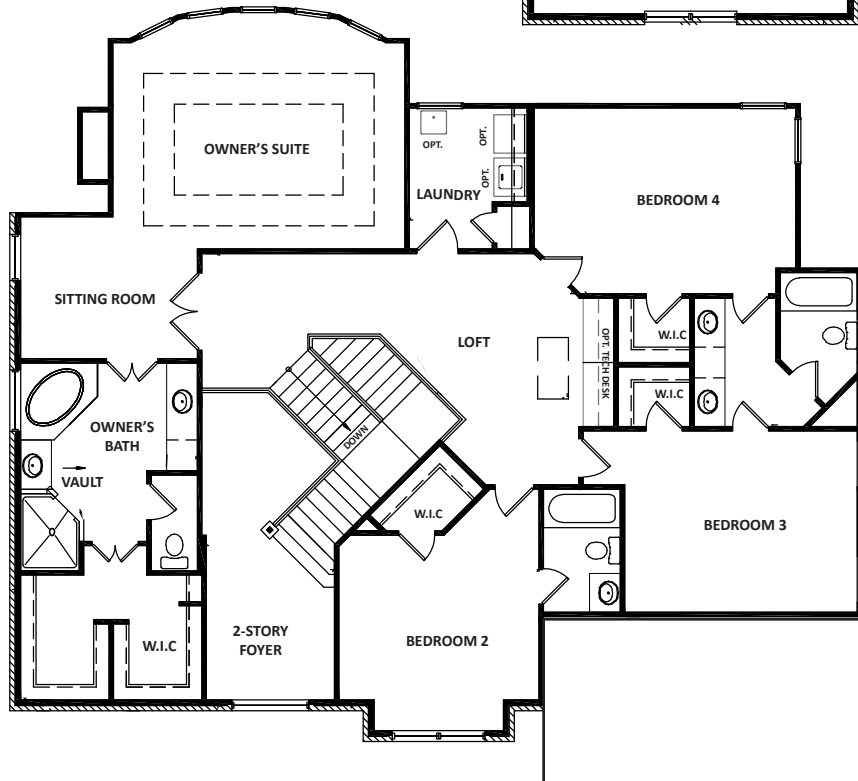 OWNER'S SUITE
OPT.
OPT.
OPT.
LAUNDRY
BEDROOM 4
SITTING ROOM
LOFT
OPT. TECH DESK
W.I.C
W.I.C
OWNER'S
BATH
VAULT
DOWN
W.I.C
BEDROOM 3
W.I.C
2-STORY
FOYER
BEDROOM 2